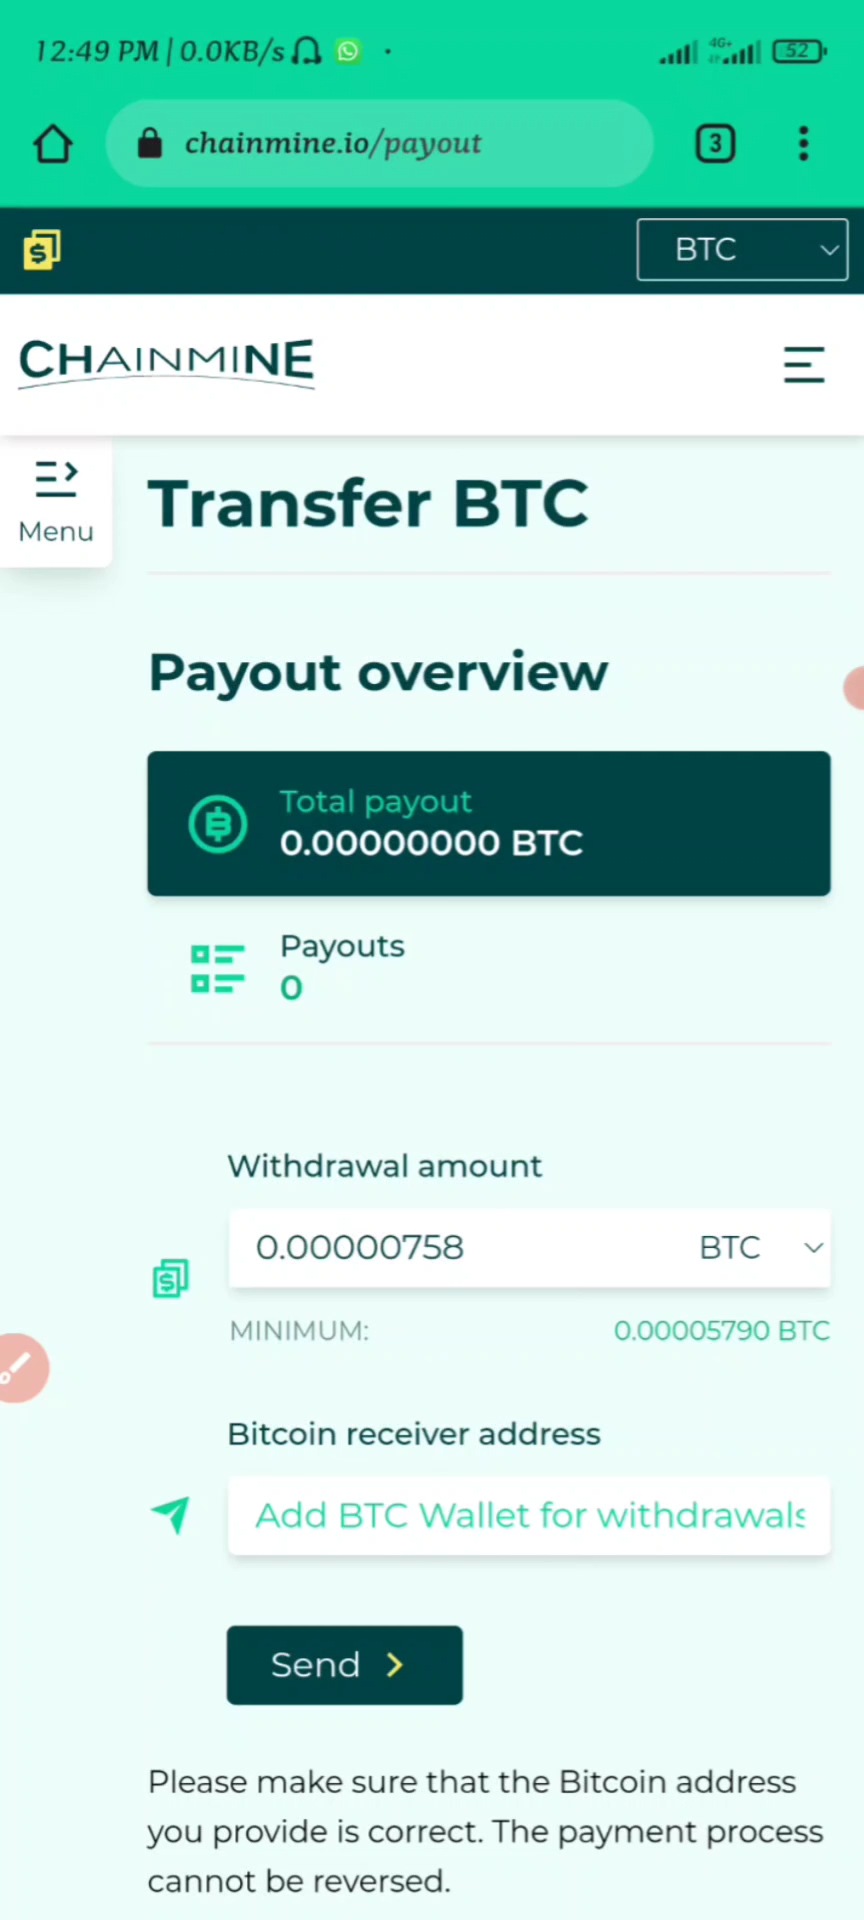 12:49 PM | 0.0KB/s
4G+
52
chainmine.io/payout
3
BTC
CHAINMINE
Menu
Transfer BTC
Payout overview
Total payout
0.00000000 BTC
Payouts
0
Withdrawal amount
0.00000758 BTC
MINIMUM: 0.00005790 BTC
Bitcoin receiver address
Add BTC Wallet for withdrawals
Send
Please make sure that the Bitcoin address
you provide is correct. The payment process
cannot be reversed.